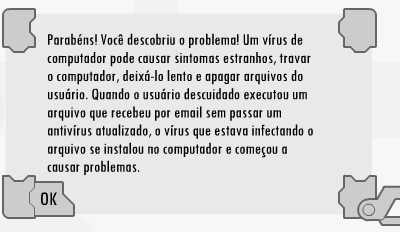 Parabéns! Você descobriu o problema! Um vírus de
computador pode causar sintomas estranhos, travar
o computador, deixá-lo lento e apagar arquivos do
usuário. Quando o usuário descuidado executou um
arquivo que recebeu por email sem passar um
antivírus atualizado, o vírus que estava infectando o
arquivo se instalou no computador e começou a
causar problemas.
OK